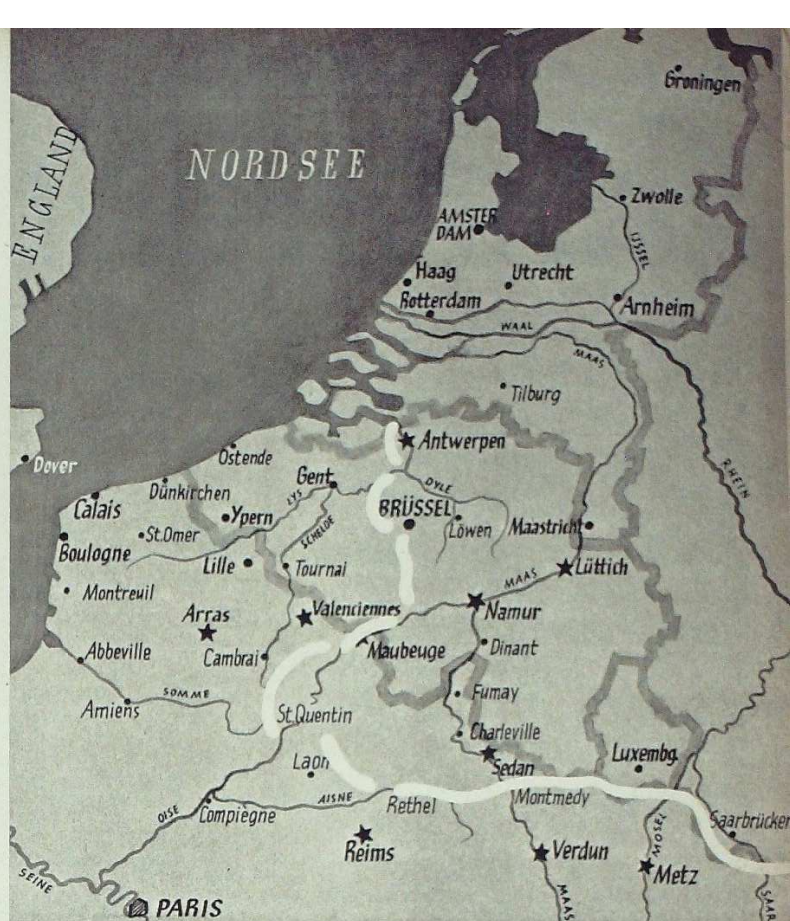 Groningen
ENGLAND
NORDSEE
Zwolle
AMSTER
DAM
IJSSEL
Haag
Utrecht
Rotterdam
Arnheim
WAAL
MAAS
Tilburg
Antwerpen
Dover
Ostende
RHEIN
Calais
Dünkirchen
Gent
LYS
DYLE
BRÜSSEL
Ypern
St.Omer
SCHELDE
Löwen
Maastricht
Boulogne
Lille
Tournai
Lüttich
MAAS
Montreuil
Arras
Valenciennes
Namur
Abbeville
Cambrai
Maubeuge
Dinant
SOMME
Amiens
St.Quentin
Fumay
Charleville
Laon
Sedan
Luxembg.
OISE
Compiègne
AISNE
Rethel
Montmedy
Saarbrücken
MOSEL
Reims
Verdun
Metz
SEINE
PARIS
MAAS
SAAR